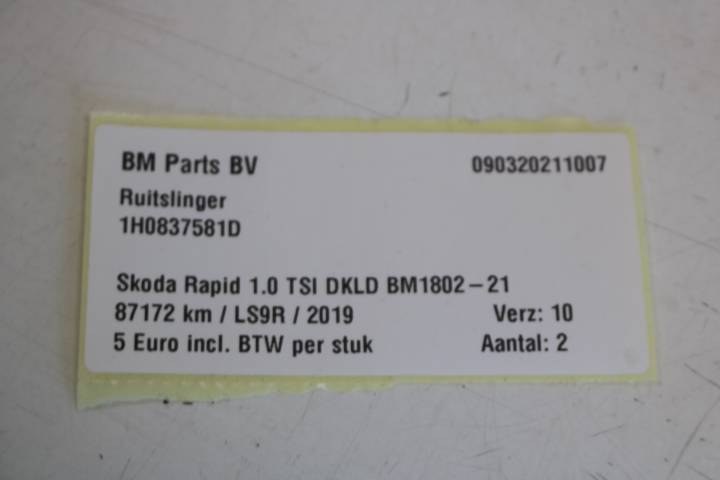 BM Parts BV 090320211007
Ruitslinger
1H0837581D
Skoda Rapid 1.0 TSI DKLD BM1802-21
87172 km / LS9R / 2019 Verz: 10
5 Euro incl. BTW per stuk Aantal: 2